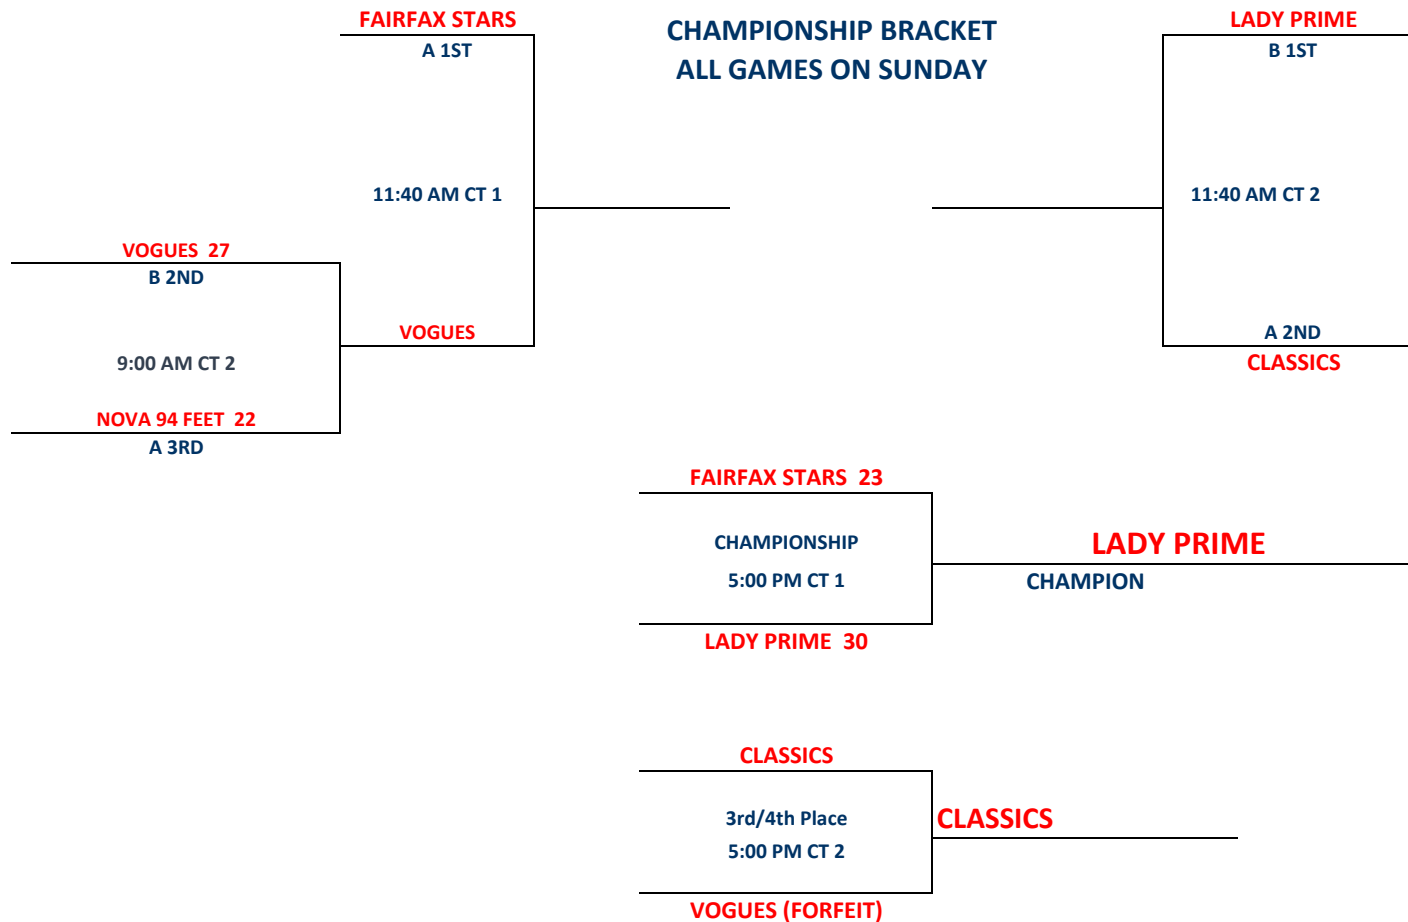 FAIRFAX STARS
A 1ST
CHAMPIONSHIP BRACKET
ALL GAMES ON SUNDAY
LADY PRIME
B 1ST
11:40 AM CT 1
11:40 AM CT 2
VOGUES  27
B 2ND
VOGUES
A 2ND
CLASSICS
9:00 AM CT 2
NOVA 94 FEET  22
A 3RD
FAIRFAX STARS  23
CHAMPIONSHIP
5:00 PM CT 1
LADY PRIME  30
LADY PRIME
CHAMPION
CLASSICS
3rd/4th Place
5:00 PM CT 2
CLASSICS
VOGUES (FORFEIT)